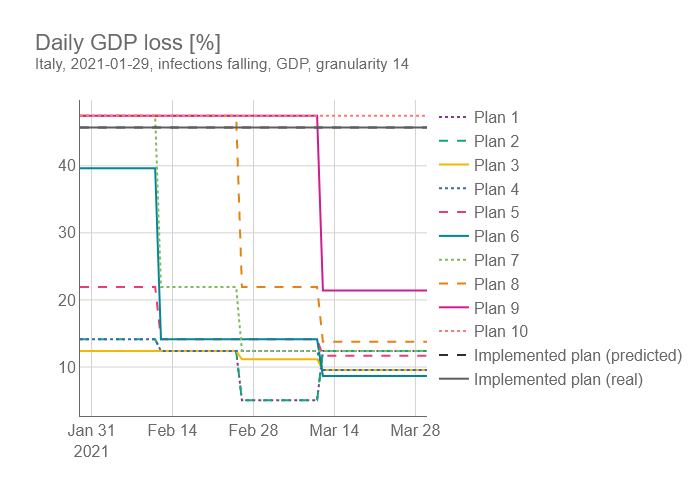 Daily GDP loss [%]
Italy, 2021-01-29, infections falling, GDP, granularity 14
40
30
20
10
Jan 31
2021
Feb 14
Feb 28
Mar 14
Mar 28
Plan 1
Plan 2
Plan 3
Plan 4
Plan 5
Plan 6
Plan 7
Plan 8
Plan 9
Plan 10
Implemented plan (predicted)
Implemented plan (real)